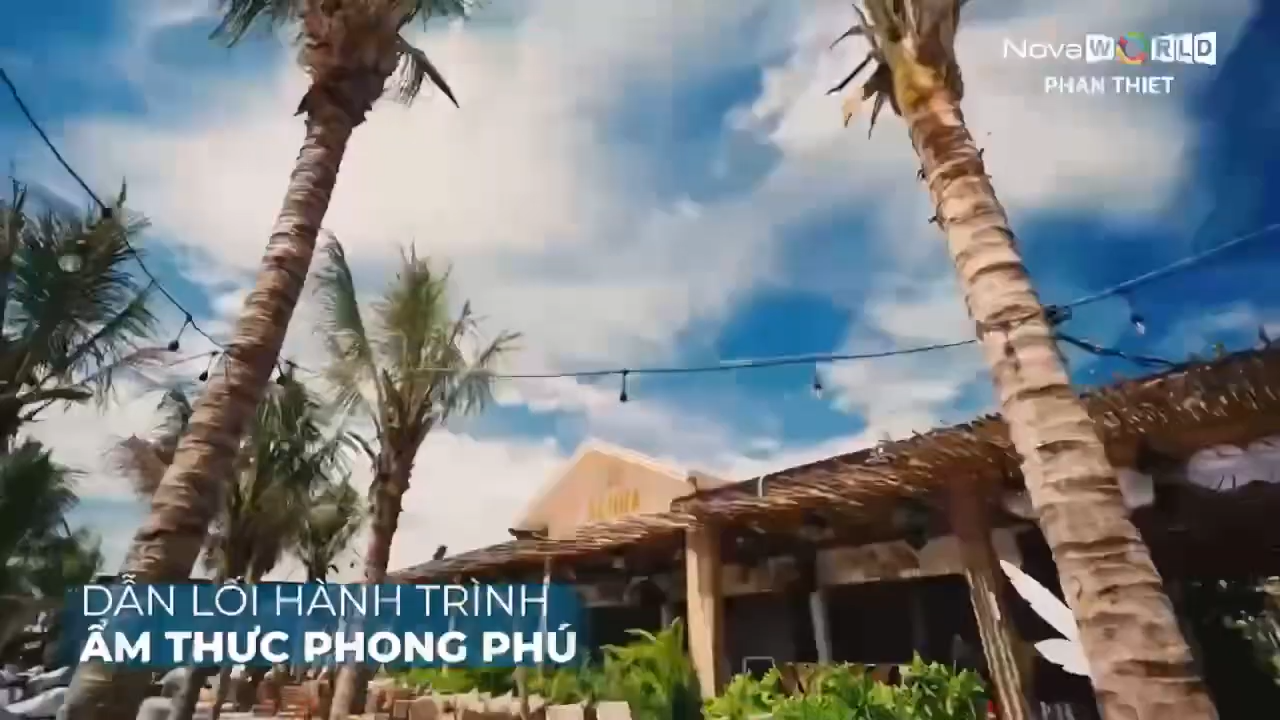 NovaWORLD
PHAN THIET
DẪN LỐI HÀNH TRÌNH
ẨM THỰC PHONG PHÚ